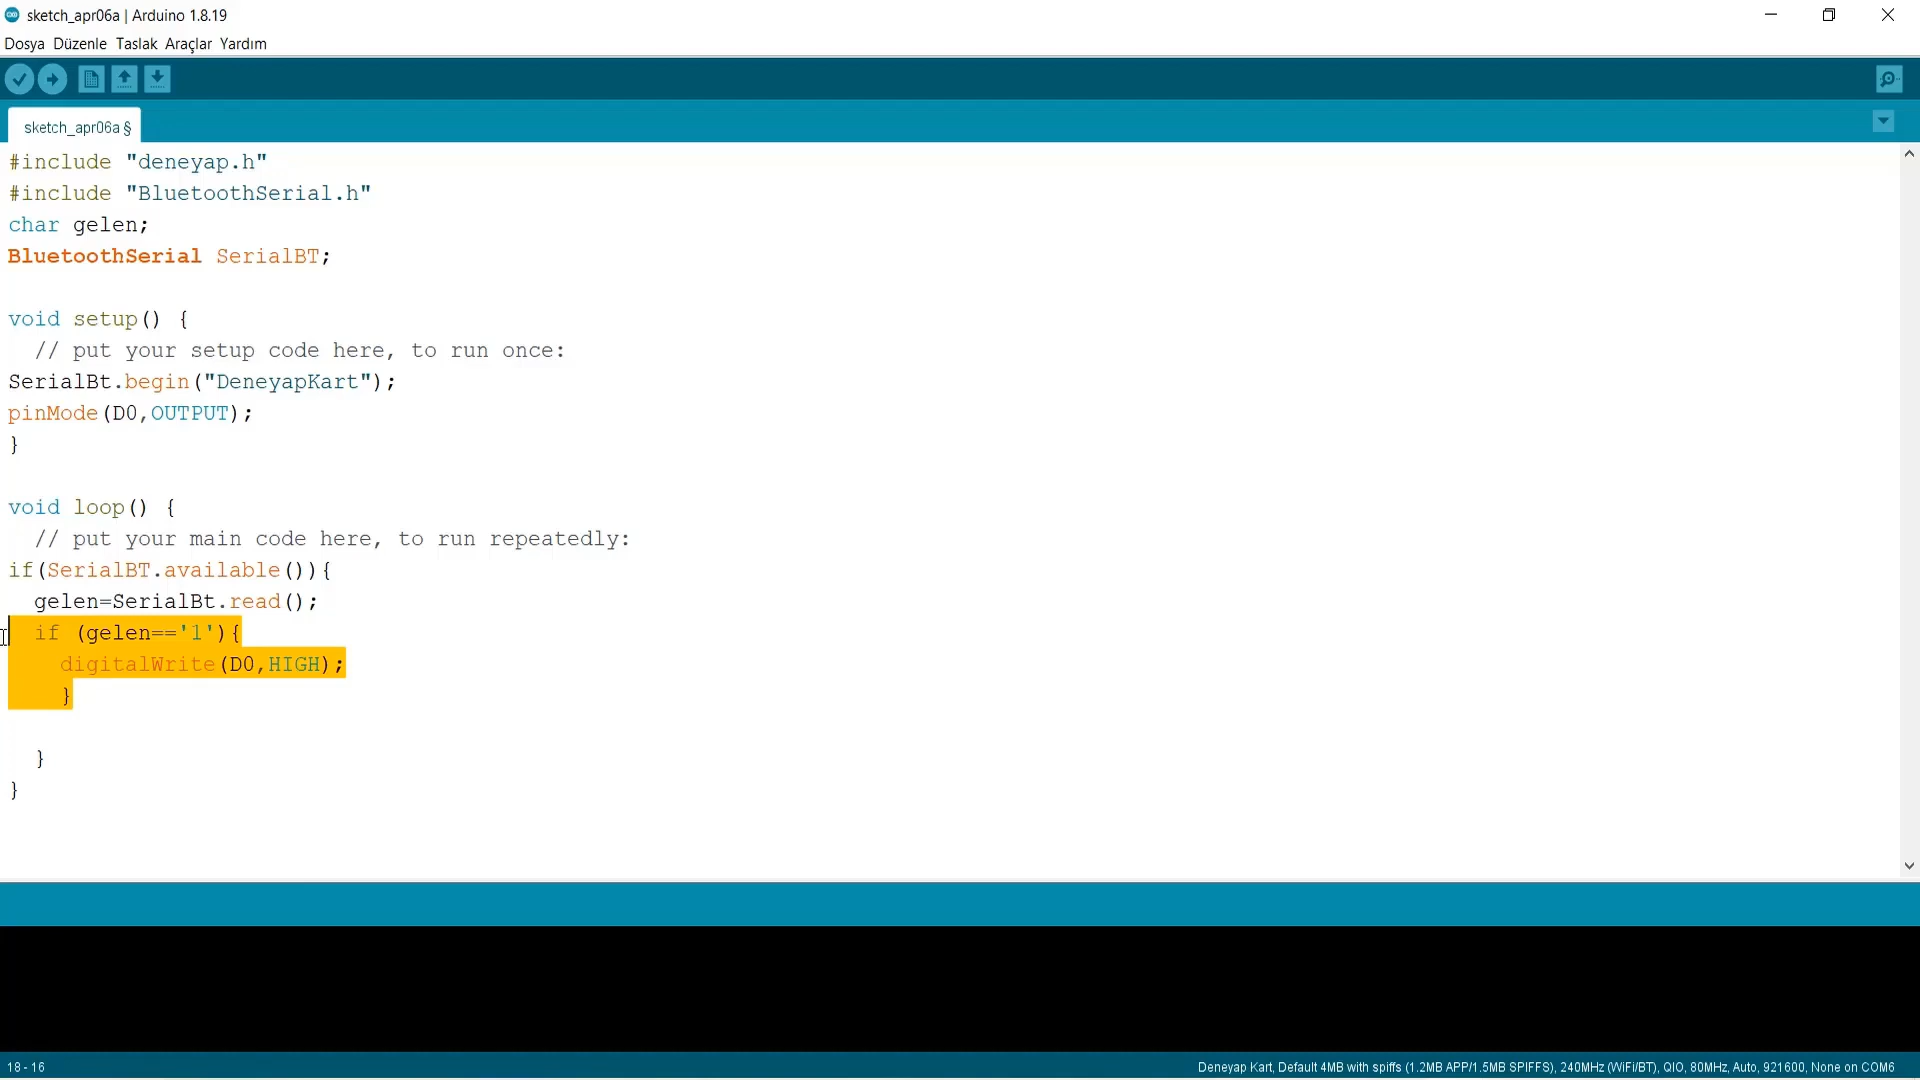 sketch_apr06a | Arduino 1.8.19
Dosya Düzenle Taslak Araçlar Yardım
sketch_apr06a §
#include "deneyap.h"
#include "BluetoothSerial.h"
char gelen;
BluetoothSerial SerialBT;
void setup() {
// put your setup code here, to run once:
SerialBt.begin("DeneyapKart");
pinMode(D0,OUTPUT);
}
void loop() {
// put your main code here, to run repeatedly:
if(SerialBT.available()){
gelen=SerialBt.read();
if (gelen=='1'){
digitalWrite(D0,HIGH);
}
}
}
18 - 16
Deneyap Kart, Default 4MB with spiffs (1.2MB APP/1.5MB SPIFFS), 240MHz (WiFi/BT), QIO, 80MHz, Auto, 921600, None on COM6